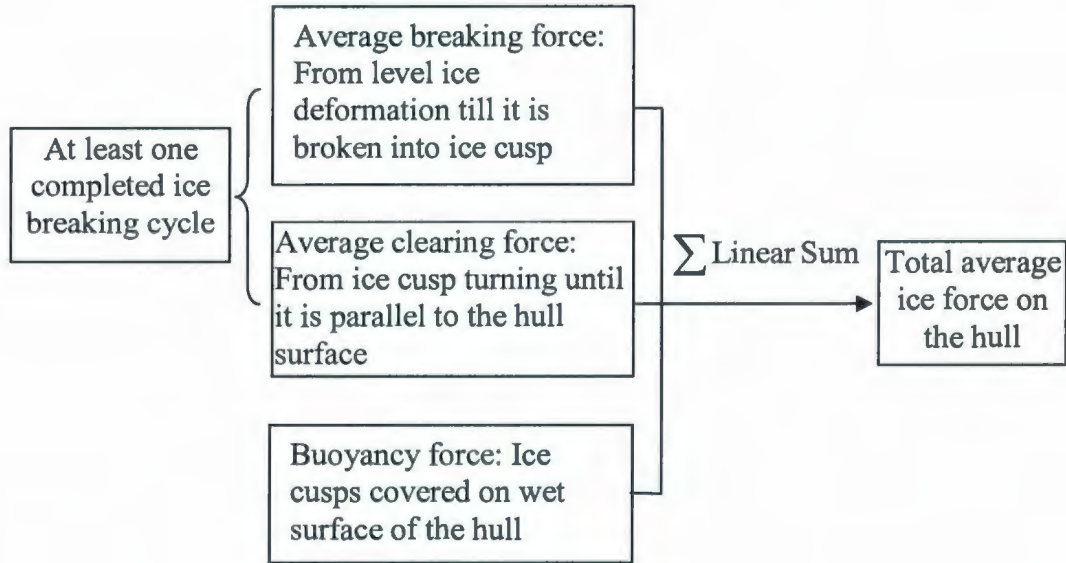 At least one
completed ice
breaking cycle
Average breaking force:
From level ice
deformation till it is
broken into ice cusp
Average clearing force:
From ice cusp turning until
it is parallel to the hull
surface
Buoyancy force: Ice
cusps covered on wet
surface of the hull
∑ Linear Sum
Total average
ice force on
the hull